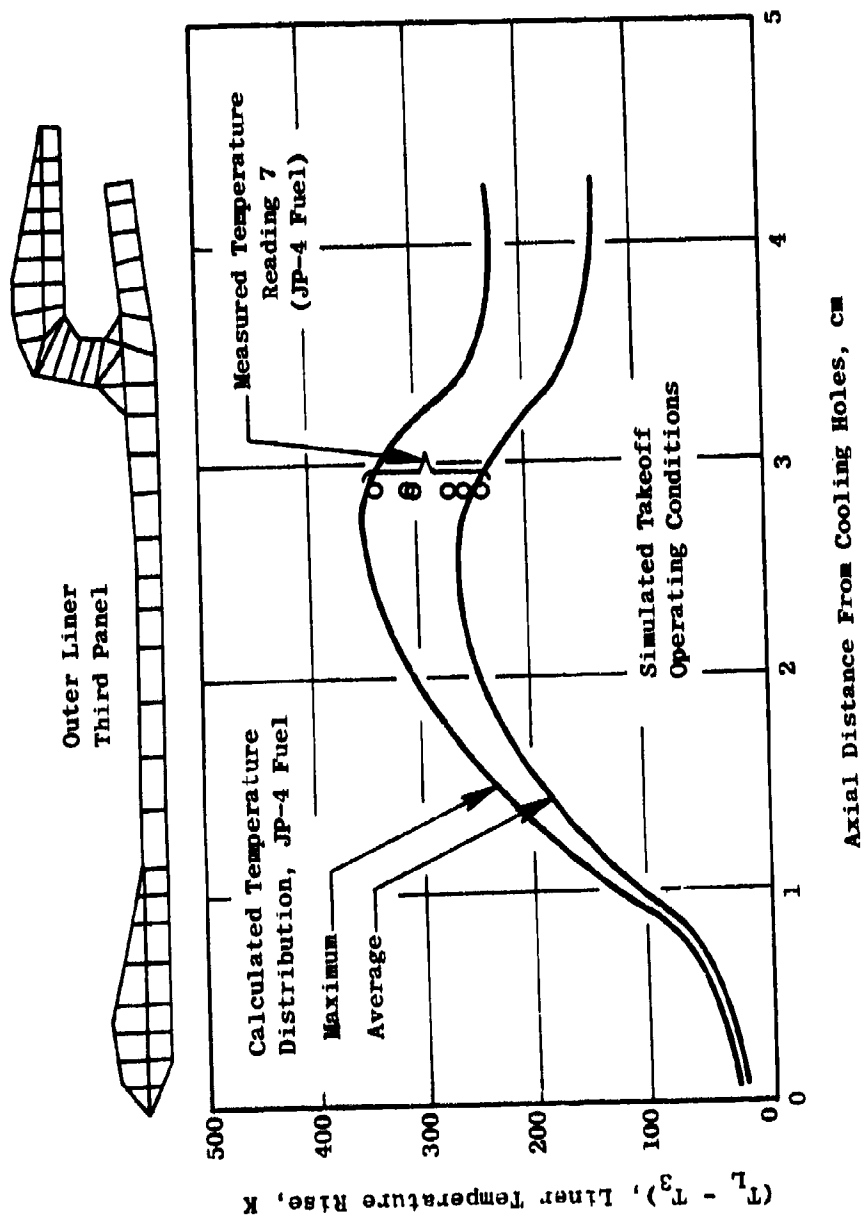 Outer Liner
Third Panel
Calculated Temperature
Distribution, JP-4 Fuel
Maximum
Average
Measured Temperature
Reading 7
(JP-4 Fuel)
Simulated Takeoff
Operating Conditions
(T_L - T_3), Liner Temperature Rise, K
500
400
300
200
100
0
0
1
2
3
4
5
Axial Distance From Cooling Holes, cm